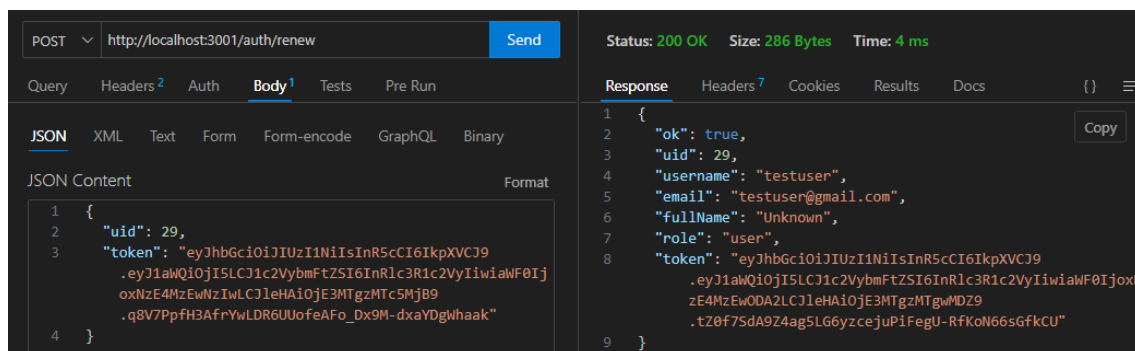 POST http://localhost:3001/auth/renew Send
Query Headers 2 Auth Body 1 Tests Pre Run
JSON XML Text Form Form-encode GraphQL Binary
JSON Content Format
1 {
2 "uid": 29,
3 "token": "eyJhbGciOiJIUzI1NiIsInR5cCI6IkpXVCJ9
.eyJ1aWQiOjI5LCJ1c2VybmFtZSI6InRlc3R1c2VyIiwiaWF0Ij
oxNzE4MzEwNzIwLCJleHAiOjE3MTgzMTc5MjB9
.q8V7PpfH3AfrYwLDR6UUofeAFo_Dx9M-dxaYDgWhaak"
4 }
Status: 200 OK Size: 286 Bytes Time: 4 ms
Response Headers 7 Cookies Results Docs { }
Copy
1 {
2 "ok": true,
3 "uid": 29,
4 "username": "testuser",
5 "email": "testuser@gmail.com",
6 "fullName": "Unknown",
7 "role": "user",
8 "token": "eyJhbGciOiJIUzI1NiIsInR5cCI6IkpXVCJ9
.eyJ1aWQiOjI5LCJ1c2VybmFtZSI6InRlc3R1c2VyIiwiaWF0IjoxN
zE4MzEwODA2LCJleHAiOjE3MTgzMTgwMDZ9
.tZ0f7SdA9Z4ag5LG6yzcejuPiFegU-RfKoN66sGfkCU"
9 }